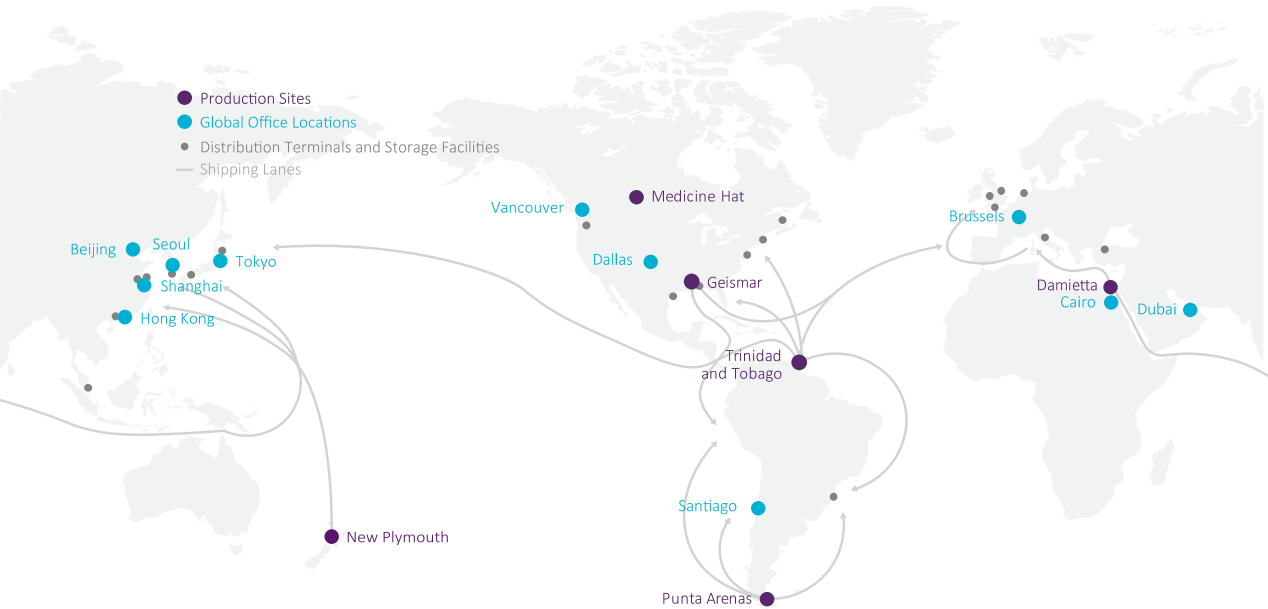 Production Sites
Global Office Locations
Distribution Terminals and Storage Facilities
Shipping Lanes
Medicine Hat
Vancouver
Brussels
Beijing
Seoul
Tokyo
Dallas
Geismar
Shanghai
Damietta
Cairo
Dubai
Hong Kong
Trinidad
and Tobago
Santiago
New Plymouth
Punta Arenas